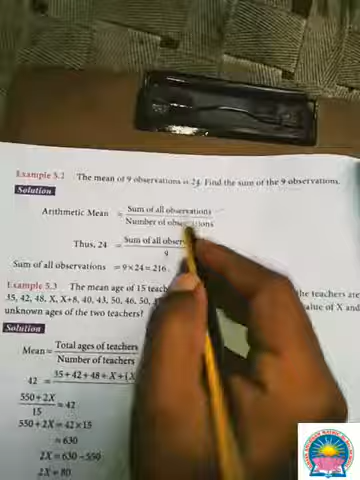 Example 5.2 The mean of 9 observations is 24. Find the sum of the 9 observations.
Solution
Arithmetic Mean = Sum of all observations
Number of observations
Thus, 24 = Sum of all
9
Sum of all observations = 9 × 24 = 216.
Example 5.3 The mean age of 15 teachers are
35, 42, 48, X, X+8, 40, 43, 50, 46, 50, value of X and
unknown ages of the two teachers?
Solution
Mean = Total ages of teachers
Number of teachers
42 = 35 + 42 + 48 + X + (X
550 + 2X
15
= 42
550 + 2X = 42 × 15
= 630
2X = 630 − 550
2X = 80